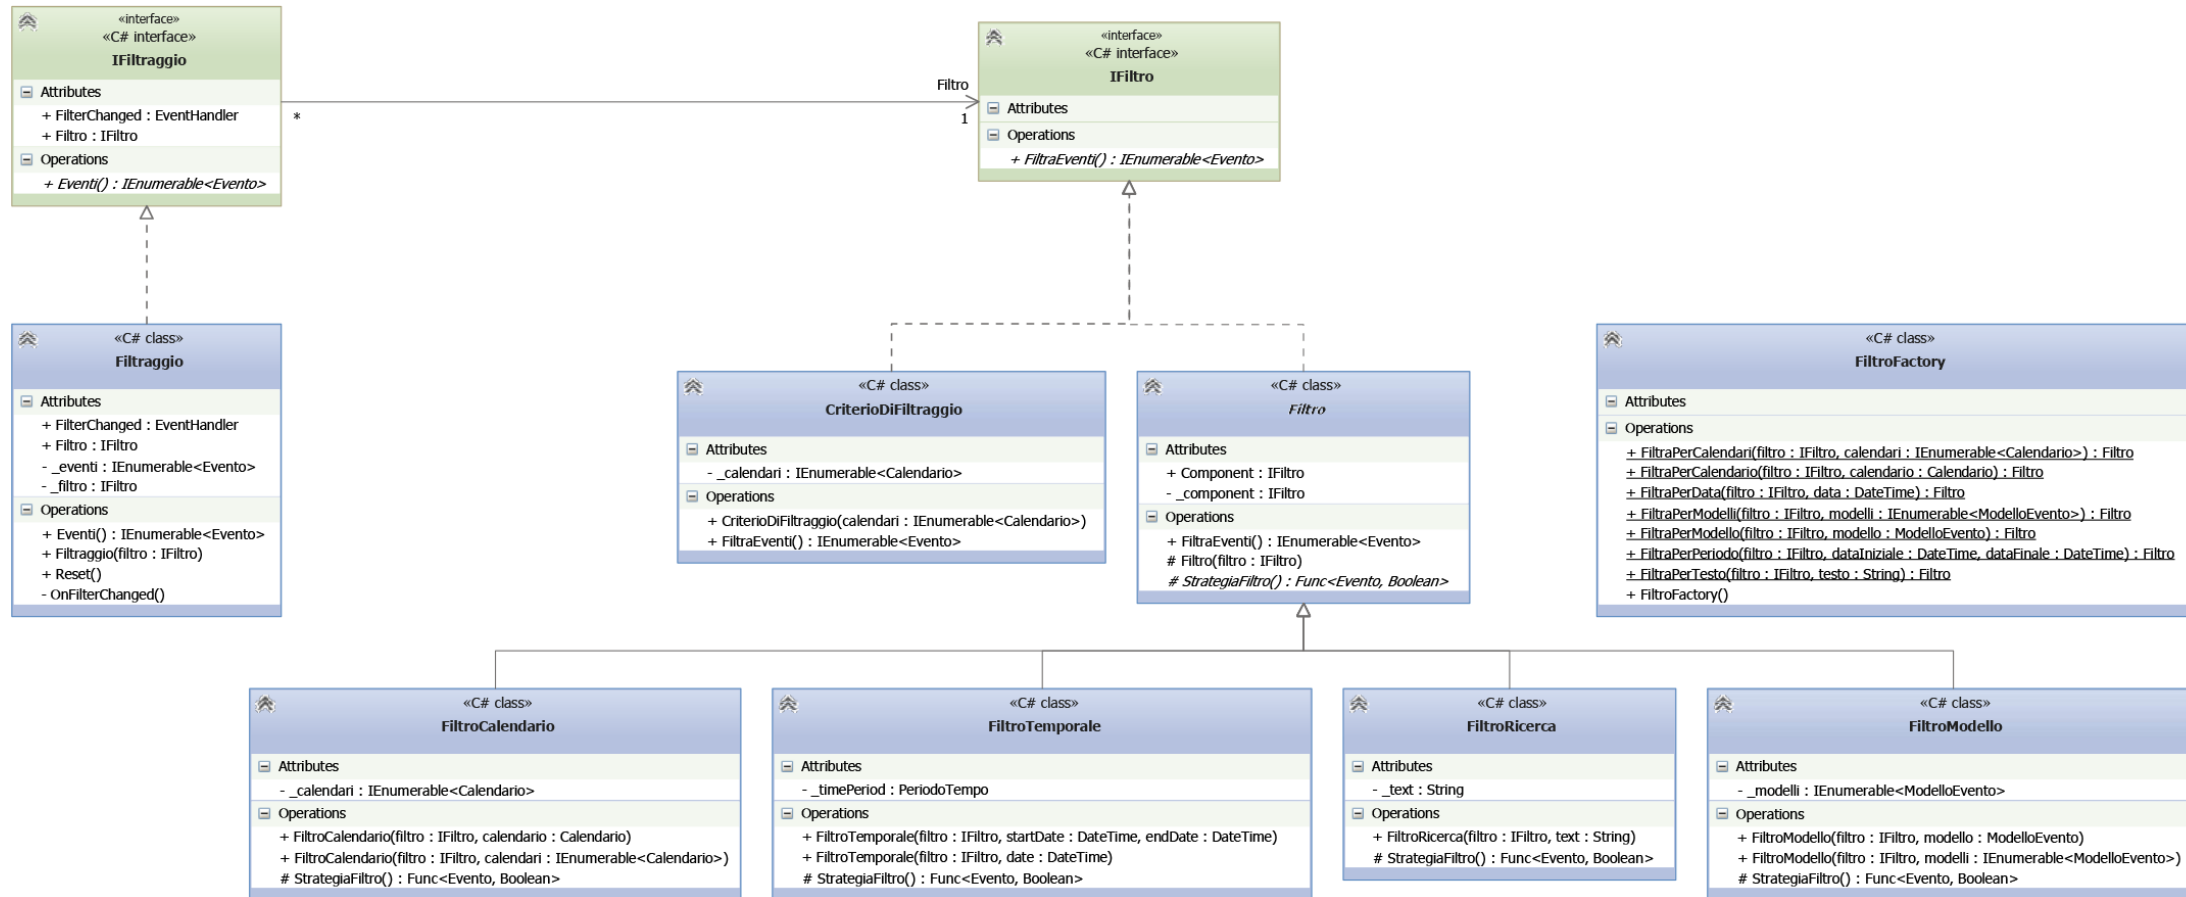 «interface»
«C# interface»
IFiltraggio
Attributes
+ FilterChanged : EventHandler
+ Filtro : IFiltro
Operations
+ Eventi() : IEnumerable<Evento>
Filtro
*
1
«interface»
«C# interface»
IFiltro
Attributes
Operations
+ FiltraEventi() : IEnumerable<Evento>
«C# class»
Filtraggio
Attributes
+ FilterChanged : EventHandler
+ Filtro : IFiltro
- _eventi : IEnumerable<Evento>
- _filtro : IFiltro
Operations
+ Eventi() : IEnumerable<Evento>
+ Filtraggio(filtro : IFiltro)
+ Reset()
- OnFilterChanged()
«C# class»
CriterioDiFiltraggio
Attributes
- _calendari : IEnumerable<Calendario>
Operations
+ CriterioDiFiltraggio(calendari : IEnumerable<Calendario>)
+ FiltraEventi() : IEnumerable<Evento>
«C# class»
Filtro
Attributes
+ Component : IFiltro
- _component : IFiltro
Operations
+ FiltraEventi() : IEnumerable<Evento>
# Filtro(filtro : IFiltro)
# StrategiaFiltro() : Func<Evento, Boolean>
«C# class»
FiltroFactory
Attributes
Operations
+ FiltraPerCalendari(filtro : IFiltro, calendari : IEnumerable<Calendario>) : Filtro
+ FiltraPerCalendario(filtro : IFiltro, calendario : Calendario) : Filtro
+ FiltraPerData(filtro : IFiltro, data : DateTime) : Filtro
+ FiltraPerModelli(filtro : IFiltro, modelli : IEnumerable<ModelloEvento>) : Filtro
+ FiltraPerModello(filtro : IFiltro, modello : ModelloEvento) : Filtro
+ FiltraPerPeriodo(filtro : IFiltro, dataIniziale : DateTime, dataFinale : DateTime) : Filtro
+ FiltraPerTesto(filtro : IFiltro, testo : String) : Filtro
+ FiltroFactory()
«C# class»
FiltroCalendario
Attributes
- _calendari : IEnumerable<Calendario>
Operations
+ FiltroCalendario(filtro : IFiltro, calendario : Calendario)
+ FiltroCalendario(filtro : IFiltro, calendari : IEnumerable<Calendario>)
# StrategiaFiltro() : Func<Evento, Boolean>
«C# class»
FiltroTemporale
Attributes
- _timePeriod : PeriodoTempo
Operations
+ FiltroTemporale(filtro : IFiltro, startDate : DateTime, endDate : DateTime)
+ FiltroTemporale(filtro : IFiltro, date : DateTime)
# StrategiaFiltro() : Func<Evento, Boolean>
«C# class»
FiltroRicerca
Attributes
- _text : String
Operations
+ FiltroRicerca(filtro : IFiltro, text : String)
# StrategiaFiltro() : Func<Evento, Boolean>
«C# class»
FiltroModello
Attributes
- _modelli : IEnumerable<ModelloEvento>
Operations
+ FiltroModello(filtro : IFiltro, modello : ModelloEvento)
+ FiltroModello(filtro : IFiltro, modelli : IEnumerable<ModelloEvento>)
# StrategiaFiltro() : Func<Evento, Boolean>